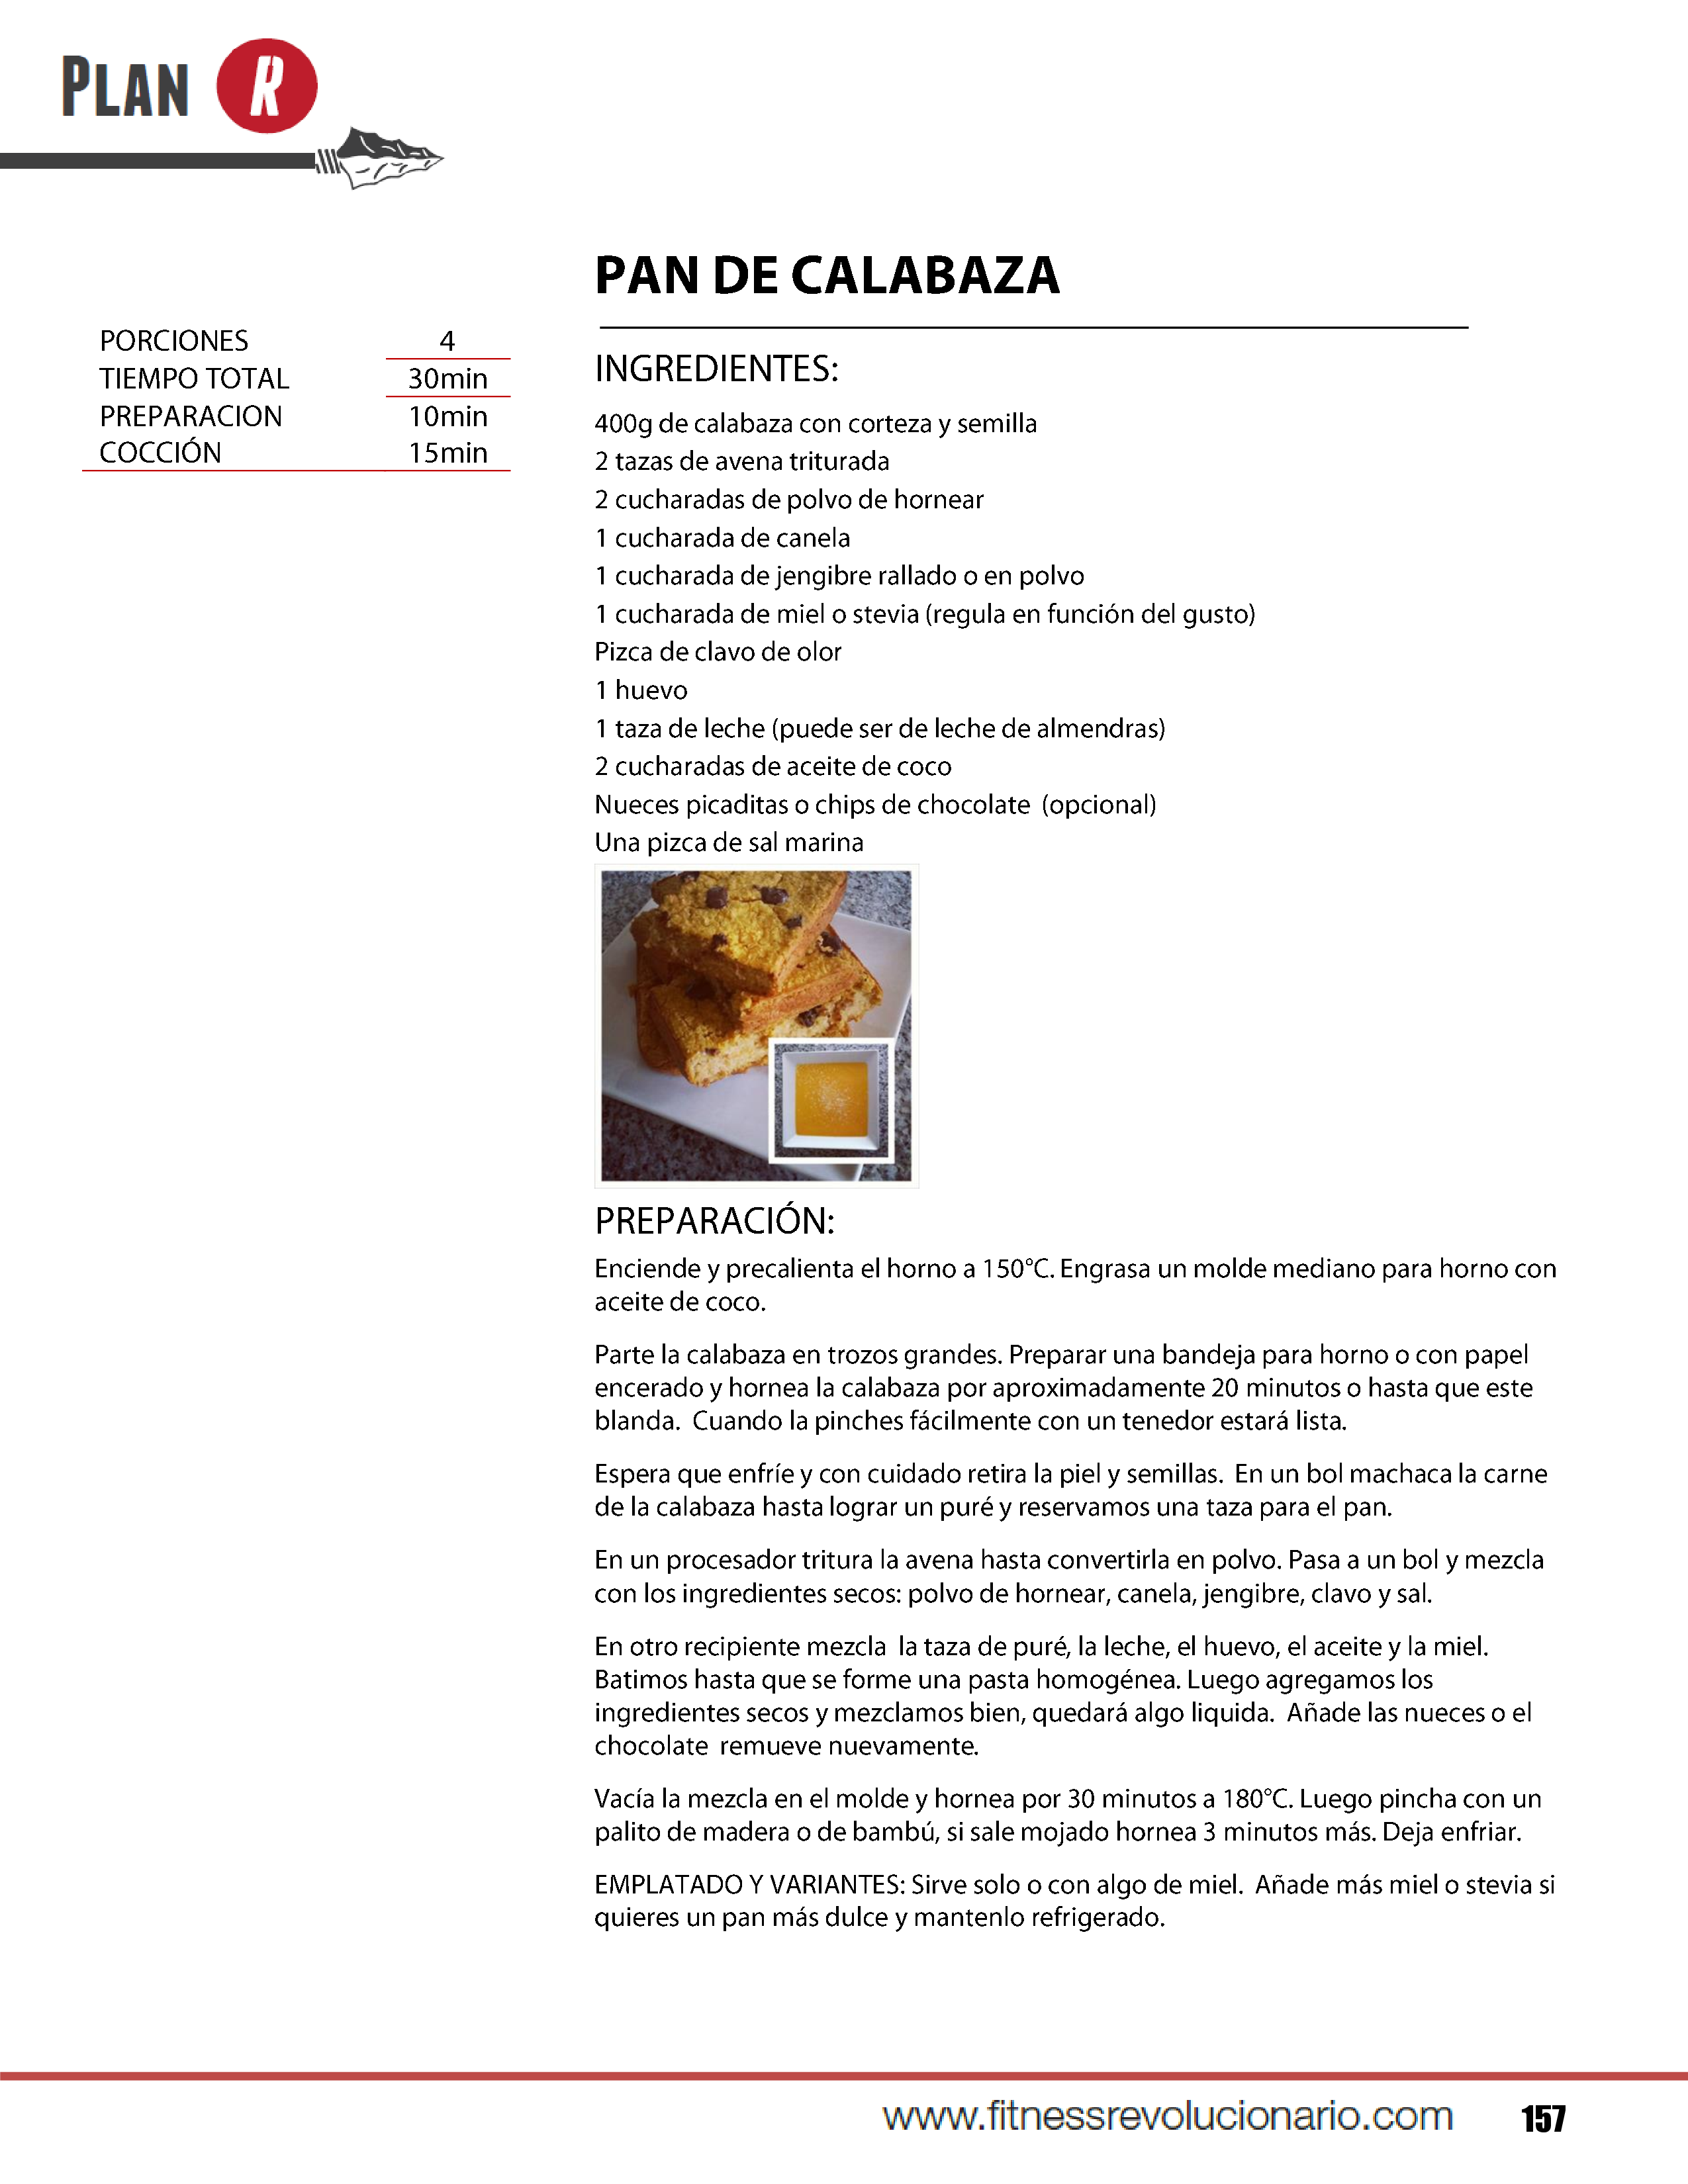 PLAN R
PAN DE CALABAZA
PORCIONES 4
TIEMPO TOTAL 30min
PREPARACION 10min
COCCIÓN 15min
INGREDIENTES:
400g de calabaza con corteza y semilla
2 tazas de avena triturada
2 cucharadas de polvo de hornear
1 cucharada de canela
1 cucharada de jengibre rallado o en polvo
1 cucharada de miel o stevia (regula en función del gusto)
Pizca de clavo de olor
1 huevo
1 taza de leche (puede ser de leche de almendras)
2 cucharadas de aceite de coco
Nueces picaditas o chips de chocolate (opcional)
Una pizca de sal marina
PREPARACIÓN:
Enciende y precalienta el horno a 150°C. Engrasa un molde mediano para horno con
aceite de coco.
Parte la calabaza en trozos grandes. Preparar una bandeja para horno o con papel
encerado y hornea la calabaza por aproximadamente 20 minutos o hasta que este
blanda. Cuando la pinches fácilmente con un tenedor estará lista.
Espera que enfríe y con cuidado retira la piel y semillas. En un bol machaca la carne
de la calabaza hasta lograr un puré y reservamos una taza para el pan.
En un procesador tritura la avena hasta convertirla en polvo. Pasa a un bol y mezcla
con los ingredientes secos: polvo de hornear, canela, jengibre, clavo y sal.
En otro recipiente mezcla la taza de puré, la leche, el huevo, el aceite y la miel.
Batimos hasta que se forme una pasta homogénea. Luego agregamos los
ingredientes secos y mezclamos bien, quedará algo liquida. Añade las nueces o el
chocolate remueve nuevamente.
Vacía la mezcla en el molde y hornea por 30 minutos a 180°C. Luego pincha con un
palito de madera o de bambú, si sale mojado hornea 3 minutos más. Deja enfriar.
EMPLATADO Y VARIANTES: Sirve solo o con algo de miel. Añade más miel o stevia si
quieres un pan más dulce y mantenlo refrigerado.
www.fitnessrevolucionario.com 157